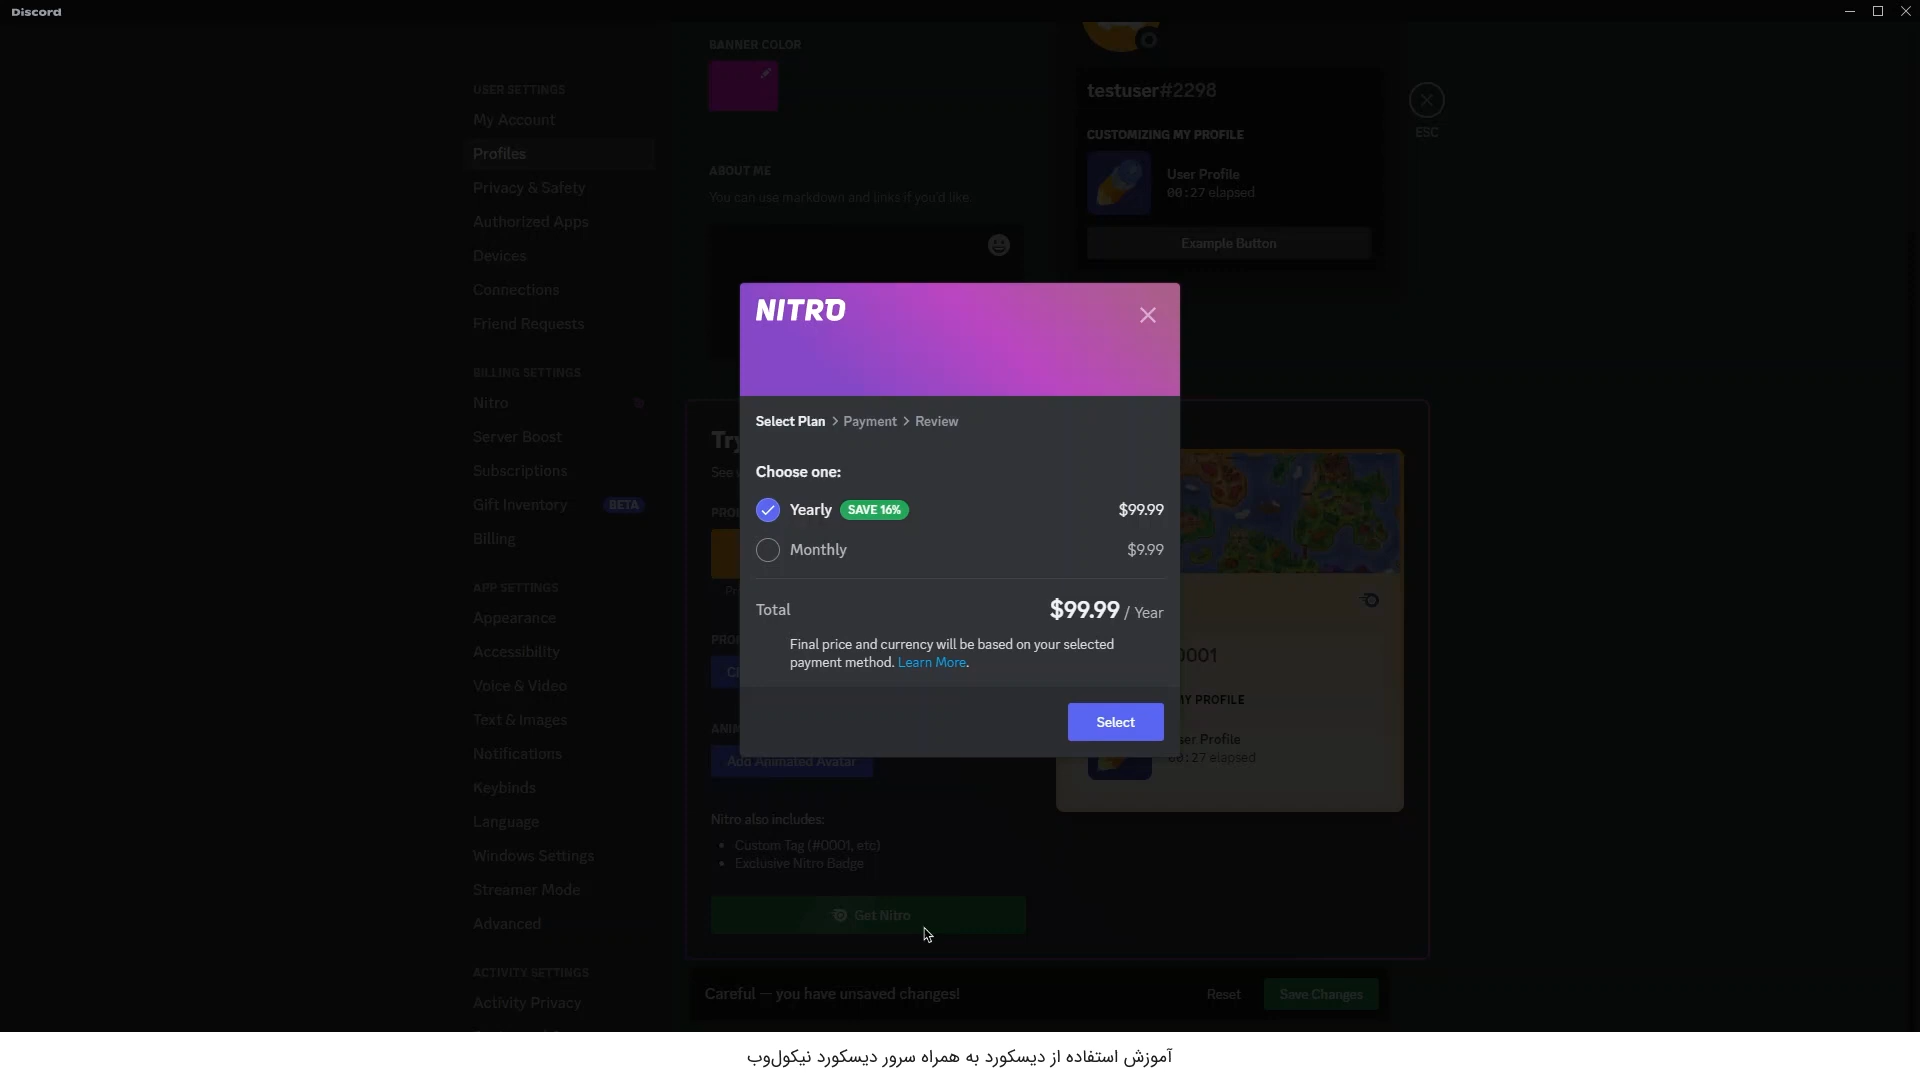 Discord
USER SETTINGS
My Account
Profiles
Privacy & Safety
Authorized Apps
Devices
Connections
Friend Requests
BILLING SETTINGS
Nitro
Server Boost
Subscriptions
Gift Inventory BETA
Billing
APP SETTINGS
Appearance
Accessibility
Voice & Video
Text & Images
Notifications
Keybinds
Language
Windows Settings
Streamer Mode
Advanced
ACTIVITY SETTINGS
Activity Privacy
BANNER COLOR
ABOUT ME
You can use markdown and links if you'd like.
testuser#2298
CUSTOMIZING MY PROFILE
User Profile
00:27 elapsed
Example Button
ESC
NITRO
Select Plan > Payment > Review
Choose one:
Yearly SAVE 16% $99.99
Monthly $9.99
Total $99.99 / Year
Final price and currency will be based on your selected
payment method. Learn More.
Select
Add Animated Avatar
Nitro also includes:
• Custom Tag (#0001, etc)
• Exclusive Nitro Badge
Get Nitro
0001
MY PROFILE
ser Profile
00:27 elapsed
Careful — you have unsaved changes!
Reset
Save Changes
آموزش استفاده از دیسکورد به همراه سرور دیسکورد نیکول‌وب